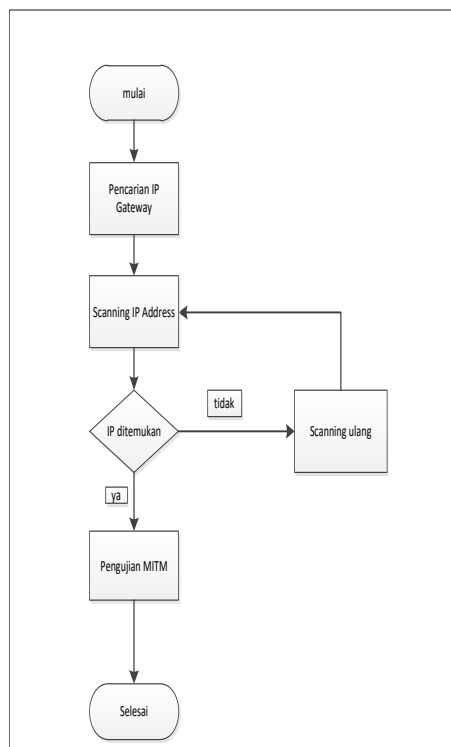 mulai
Pencarian IP
Gateway
Scanning IP Address
IP ditemukan
tidak
Scanning ulang
ya
Pengujian MITM
Selesai